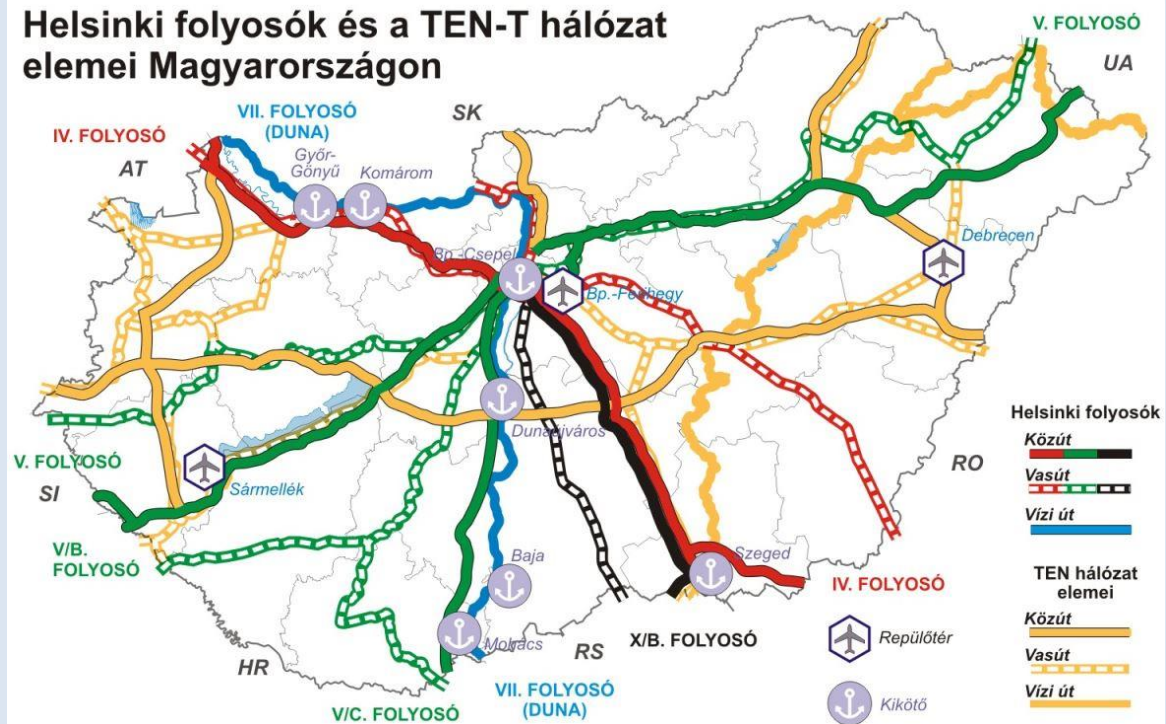 Helsinki folyosók és a TEN-T hálózat
elemei Magyarországon
V. FOLYOSÓ
UA
SK
VII. FOLYOSÓ
(DUNA)
IV. FOLYOSÓ
AT
Győr-
Gönyű
Komárom
Bp.-Csepel
Bp.-Ferihegy
Debrecen
Dunaújváros
V. FOLYOSÓ
SI
Sármellék
RO
V/B.
FOLYOSÓ
Baja
Szeged
Mohács
HR
RS
X/B. FOLYOSÓ
IV. FOLYOSÓ
VII. FOLYOSÓ
(DUNA)
V/C. FOLYOSÓ
Helsinki folyosók
Közút
Vasút
Vízi út
TEN hálózat
elemei
Közút
Vasút
Vízi út
Repülőtér
Kikötő